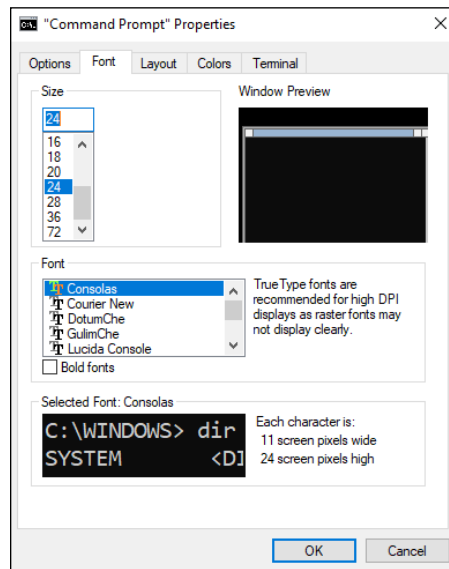 "Command Prompt" Properties
Options Font Layout Colors Terminal
Size
Window Preview
24
16
18
20
24
28
36
72
Font
Consolas
Courier New
DotumChe
GulimChe
Lucida Console
Bold fonts
TrueType fonts are
recommended for high DPI
displays as raster fonts may
not display clearly.
Selected Font: Consolas
C:\WINDOWS> dir
SYSTEM <DI
Each character is:
11 screen pixels wide
24 screen pixels high
OK Cancel